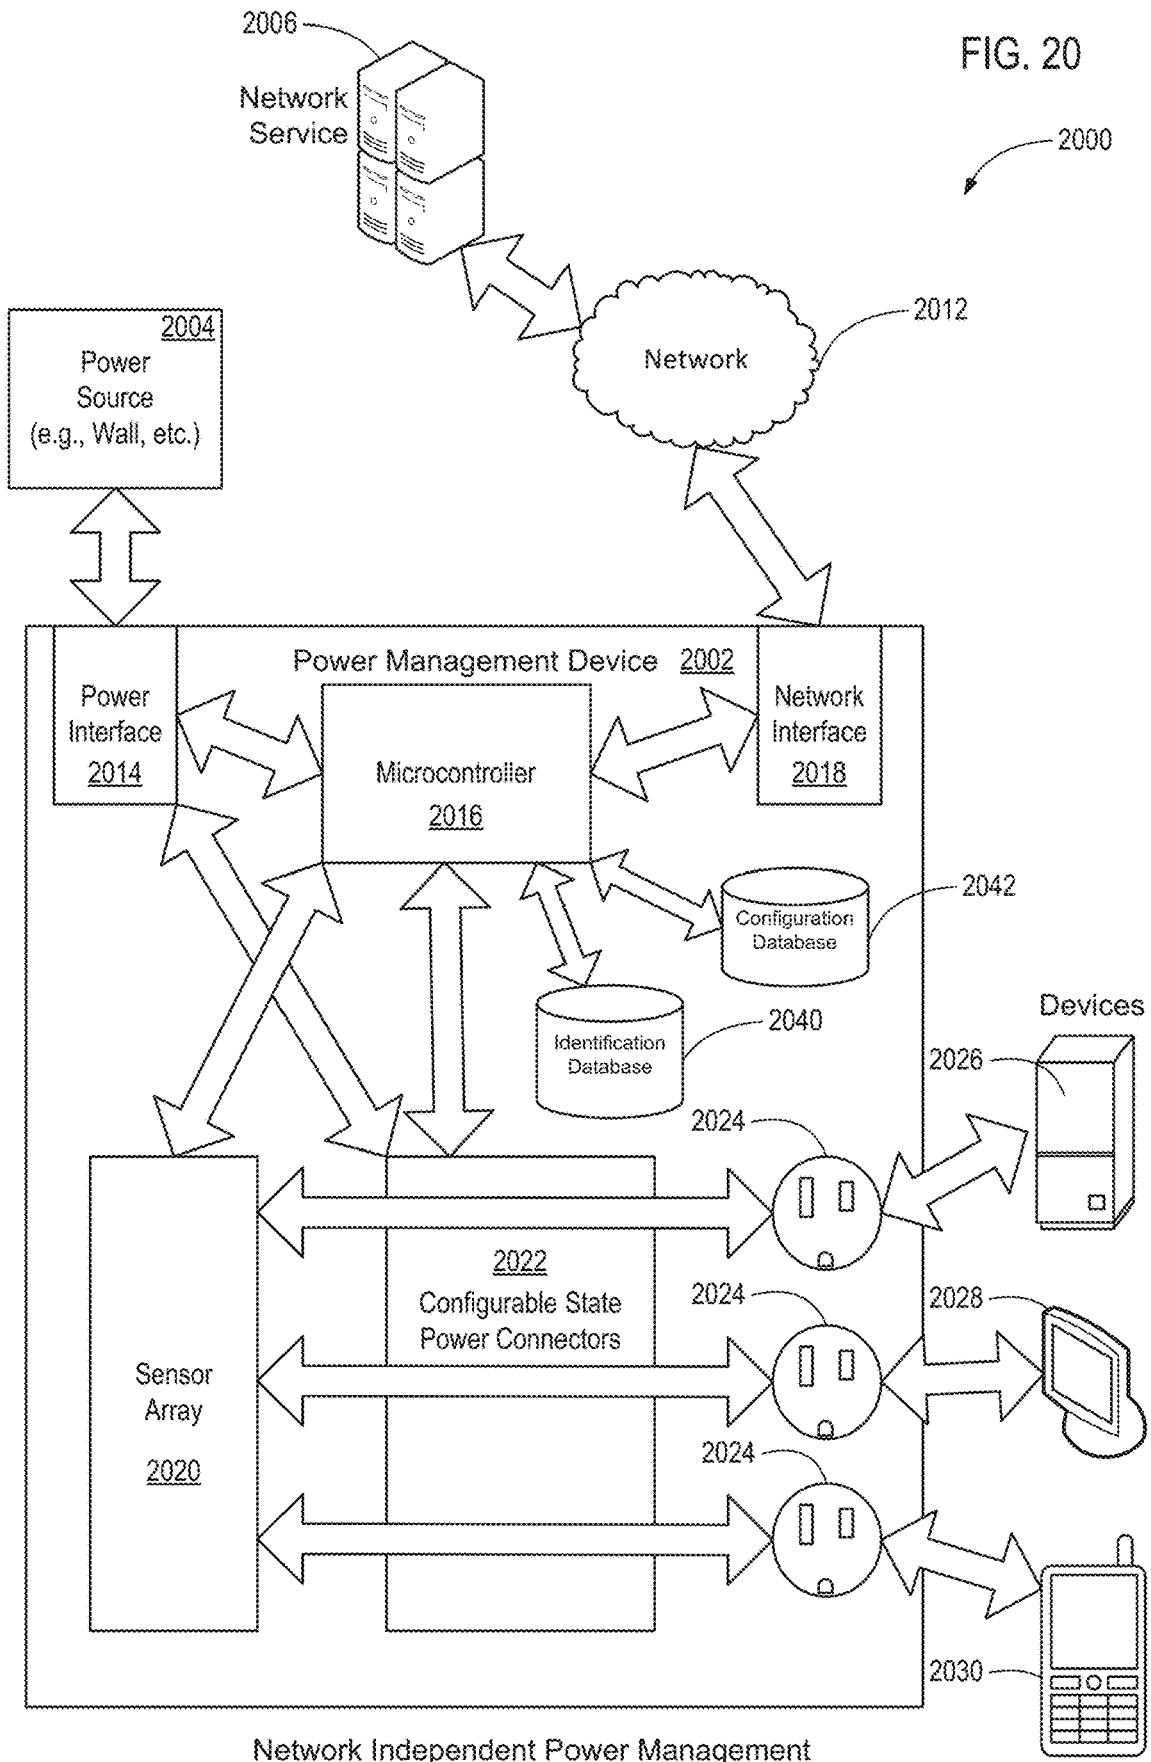 2006
FIG. 20
Network
Service
2000
2012
Network
2004
Power
Source
(e.g., Wall, etc.)
Power Management Device 2002
Power
Interface
2014
Network
Interface
2018
Microcontroller
2016
2042
Configuration
Database
2040
Identification
Database
Devices
2026
2024
2022
Configurable State
Power Connectors
2024
2028
Sensor
Array
2020
2024
2030
Network Independent Power Management